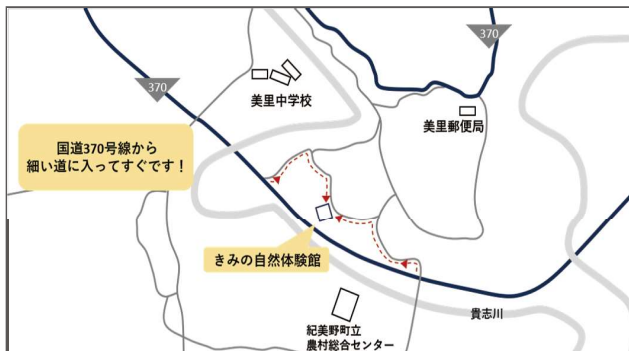 370
370
美里中学校
美里郵便局
国道370号線から
細い道に入ってすぐです！
きみの自然体験館
貴志川
紀美野町立
農村総合センター